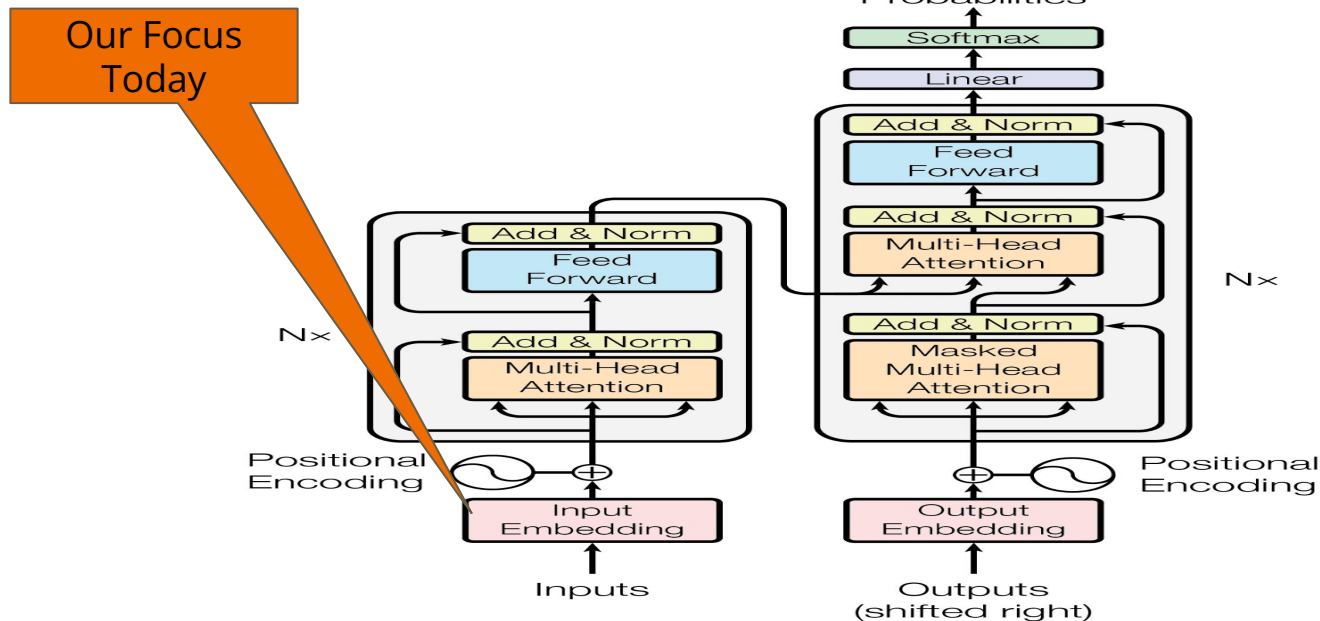 Our Focus
Today
Probabilities
Softmax
Linear
Add & Norm
Feed
Forward
Add & Norm
Multi-Head
Attention
Nx
Add & Norm
Masked
Multi-Head
Attention
Positional
Encoding
Output
Embedding
Outputs
(shifted right)
Add & Norm
Feed
Forward
Nx
Add & Norm
Multi-Head
Attention
Positional
Encoding
Input
Embedding
Inputs